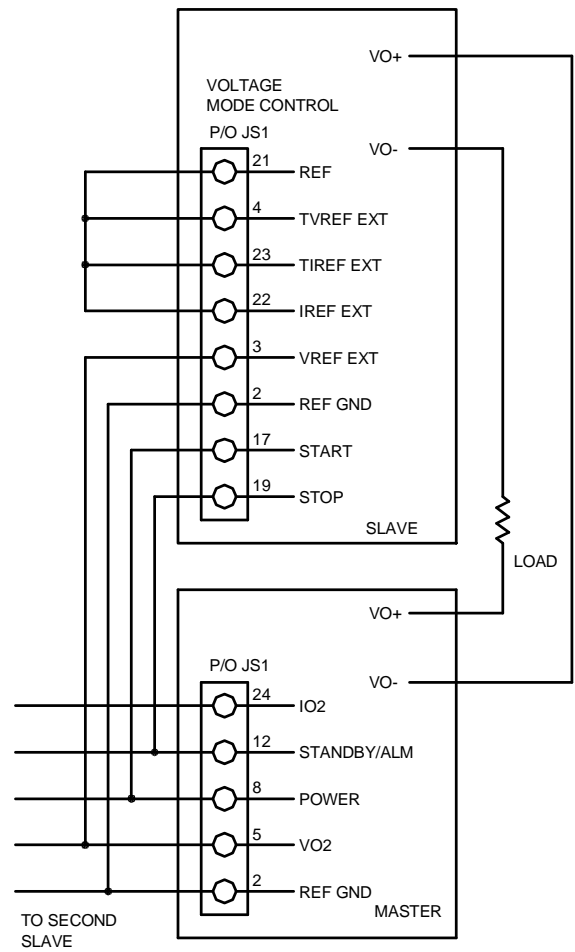 VO+
VOLTAGE
MODE CONTROL
P/O JS1
VO-
21
REF
4
TVREF EXT
23
TIREF EXT
22
IREF EXT
3
VREF EXT
2
REF GND
17
START
19
STOP
SLAVE
LOAD
VO+
P/O JS1
VO-
24
IO2
12
STANDBY/ALM
8
POWER
5
VO2
2
REF GND
MASTER
TO SECOND
SLAVE